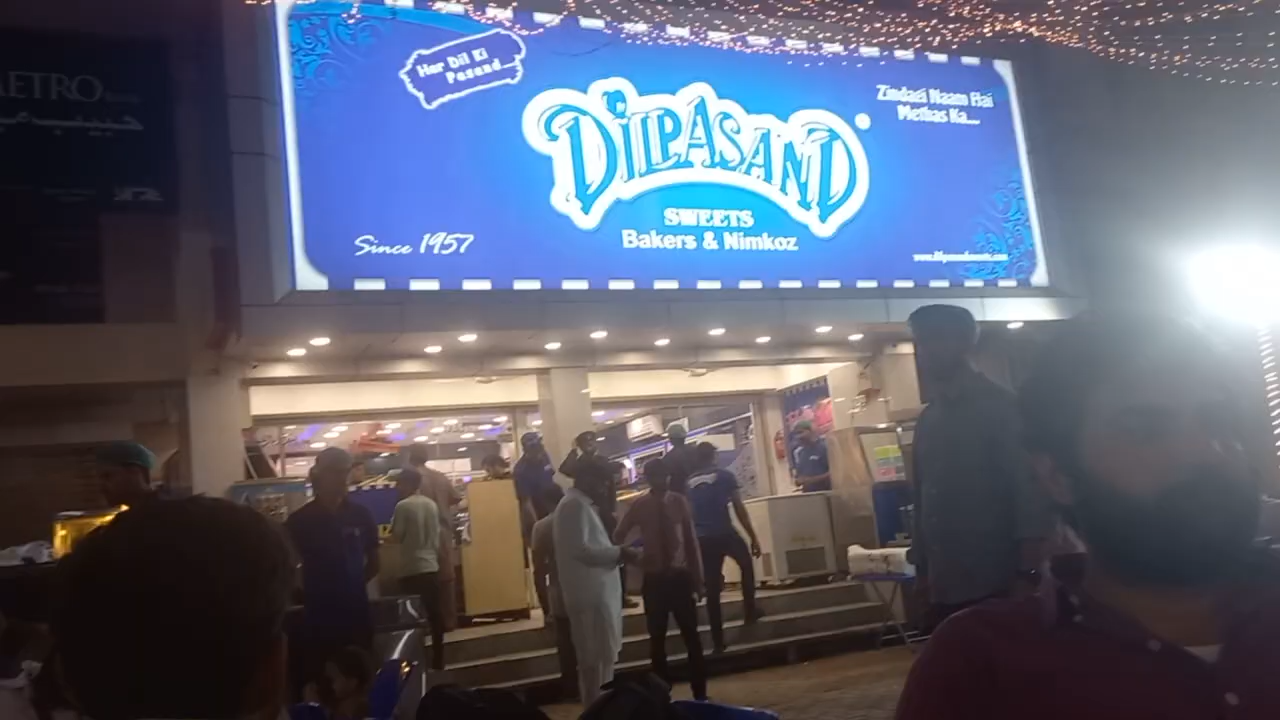 Har Dil Ki
Pasand
DilPASAND
SWEETS
Bakers & Nimkoz
Zindagi Naam Hai
Methas Ka...
Since 1957
METRO